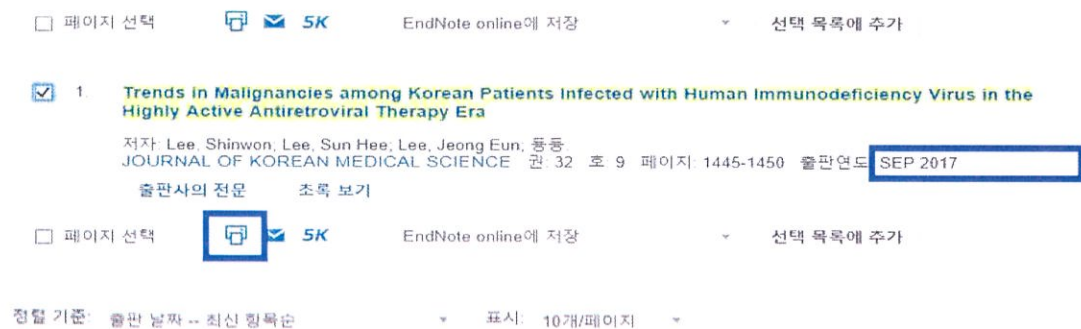 페이지 선택 5K EndNote online에 저장 선택 목록에 추가
1. Trends in Malignancies among Korean Patients Infected with Human Immunodeficiency Virus in the
Highly Active Antiretroviral Therapy Era
저자: Lee, Shinwon; Lee, Sun Hee; Lee, Jeong Eun; 등등
JOURNAL OF KOREAN MEDICAL SCIENCE 권: 32 호: 9 페이지: 1445-1450 출판연도: SEP 2017
출판사의 전문 초록 보기
페이지 선택 5K EndNote online에 저장 선택 목록에 추가
정렬 기준: 출판 날짜 -- 최신 항목순 표시: 10개/페이지